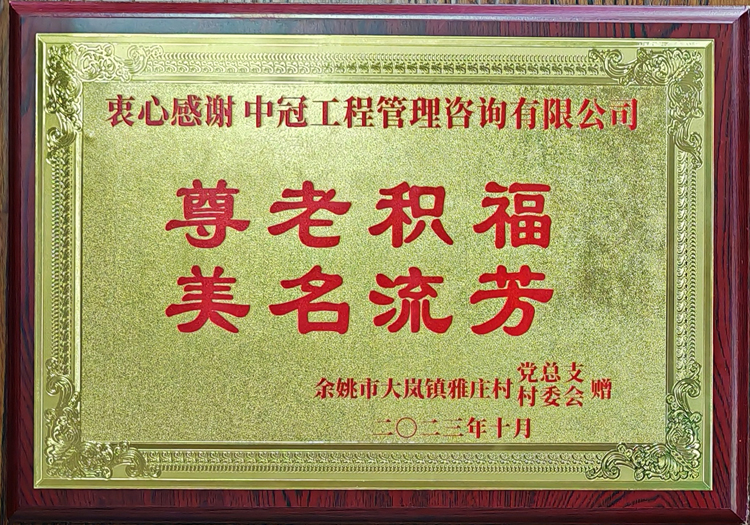 衷心感谢 中冠工程管理咨询有限公司
尊老积福
美名流芳
余姚市大岚镇雅庄村 党总支 村委会 赠
二〇二三年十月